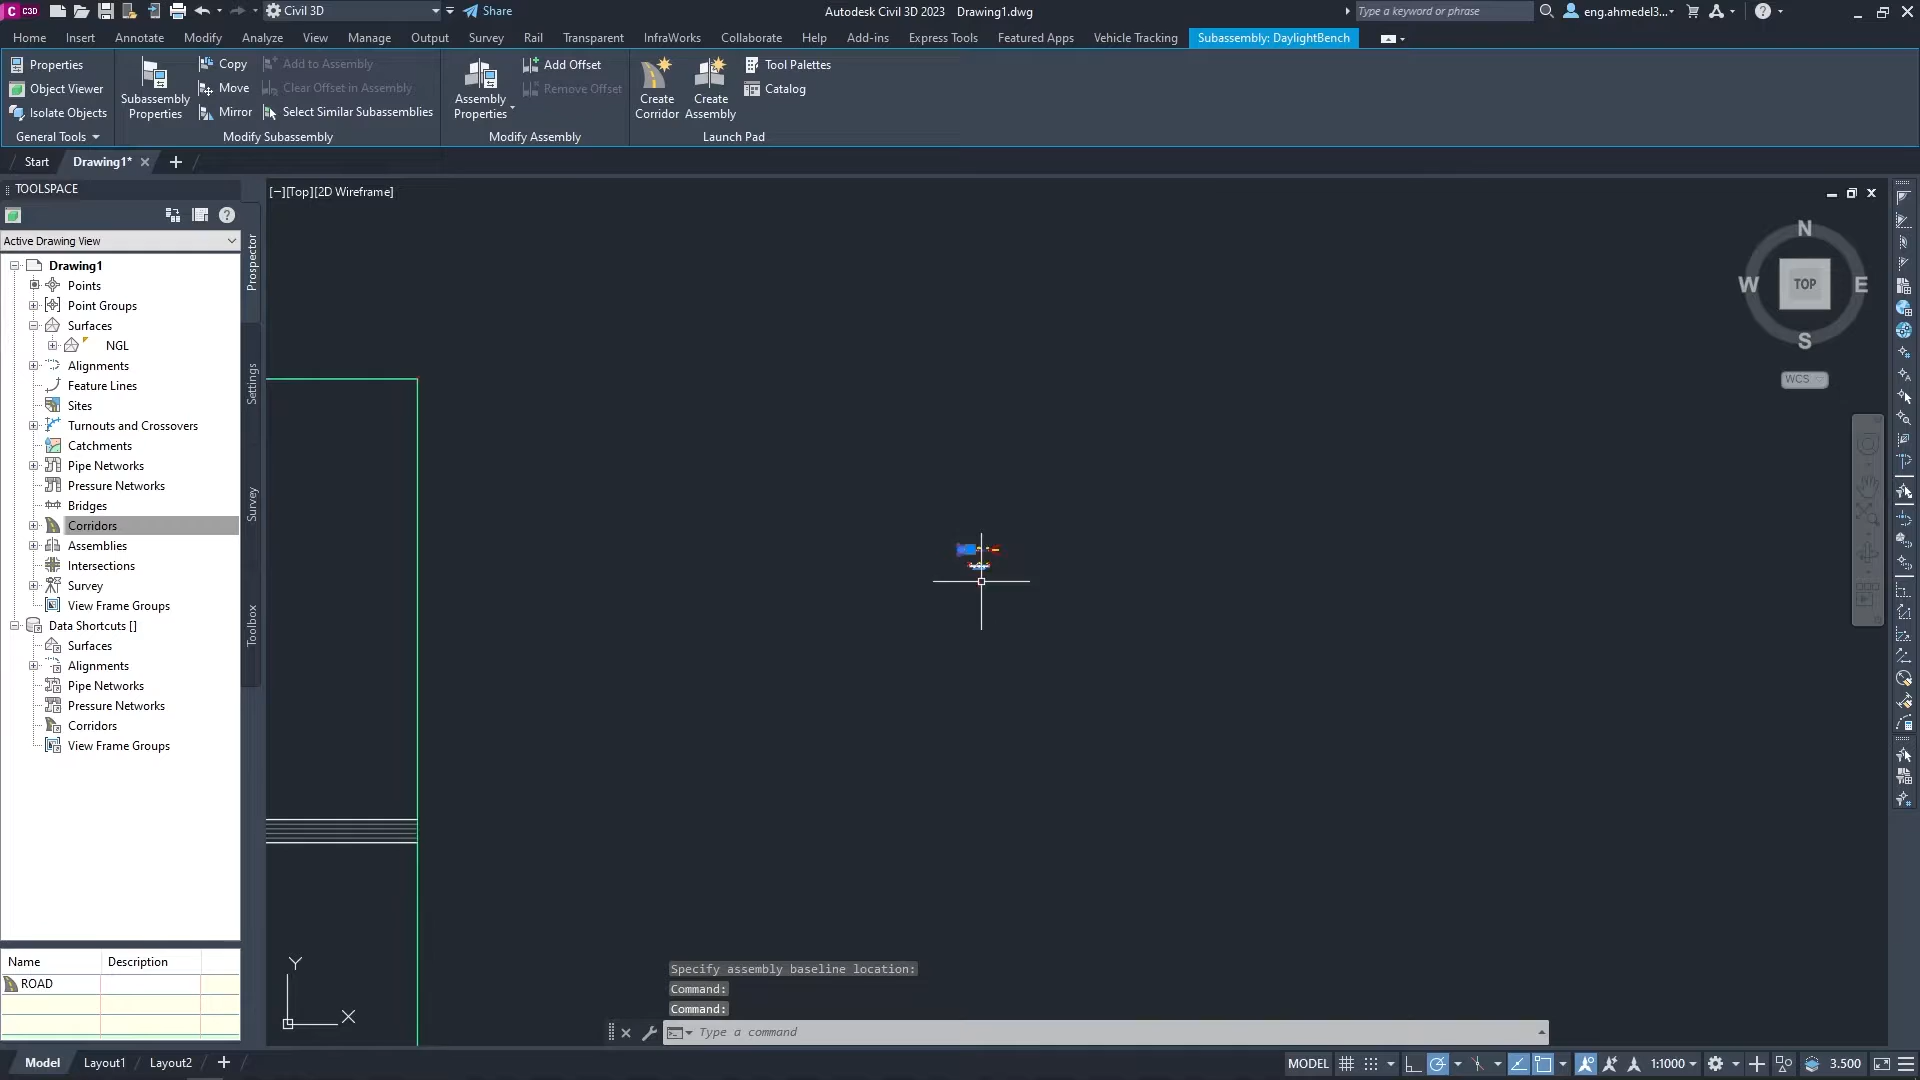 C3D Civil 3D Share Autodesk Civil 3D 2023 Drawing1.dwg Type a keyword or phrase eng.ahmedel3...
Home Insert Annotate Modify Analyze View Manage Output Survey Rail Transparent InfraWorks Collaborate Help Add-ins Express Tools Featured Apps Vehicle Tracking Subassembly: DaylightBench
Properties
Object Viewer
Isolate Objects
General Tools
Subassembly
Properties
Copy
Move
Mirror
Add to Assembly
Clear Offset in Assembly
Select Similar Subassemblies
Modify Subassembly
Assembly
Properties
Add Offset
Remove Offset
Modify Assembly
Create
Corridor
Create
Assembly
Tool Palettes
Catalog
Launch Pad
Start Drawing1*
TOOLSPACE
Active Drawing View
Drawing1
Points
Point Groups
Surfaces
NGL
Alignments
Feature Lines
Sites
Turnouts and Crossovers
Catchments
Pipe Networks
Pressure Networks
Bridges
Corridors
Assemblies
Intersections
Survey
View Frame Groups
Data Shortcuts []
Surfaces
Alignments
Pipe Networks
Pressure Networks
Corridors
View Frame Groups
Name Description
ROAD
Prospector
Settings
Survey
Toolbox
[−][Top][2D Wireframe]
N
W TOP E
S
WCS
Y
X
Specify assembly baseline location:
Command:
Command:
Type a command
Model Layout1 Layout2 MODEL 1:1000 3.500